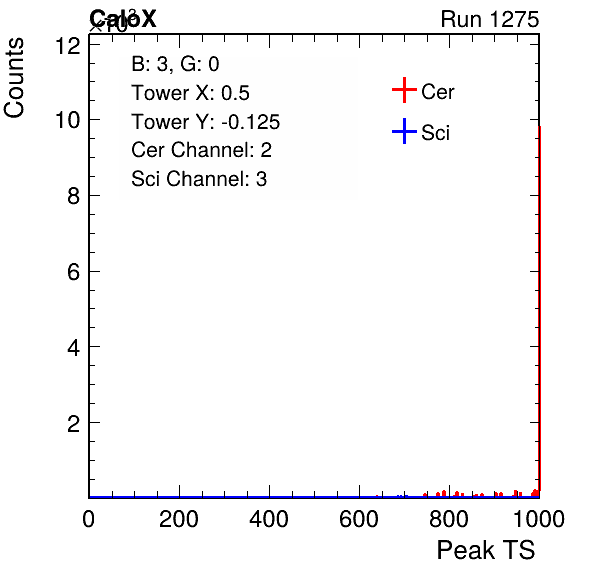 CaloX
×10³
Run 1275
Counts
12
10
8
6
4
2
B: 3, G: 0
Tower X: 0.5
Tower Y: -0.125
Cer Channel: 2
Sci Channel: 3
Cer
Sci
0 200 400 600 800 1000
Peak TS